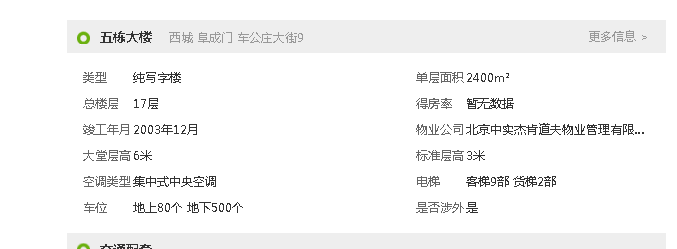 五栋大楼 西城 阜成门 车公庄大街9 更多信息 >
类型 纯写字楼 单层面积 2400m²
总楼层 17层 得房率 暂无数据
竣工年月 2003年12月 物业公司 北京中实杰肯道夫物业管理有限...
大堂层高 6米 标准层高 3米
空调类型 集中式中央空调 电梯 客梯9部 货梯2部
车位 地上80个 地下500个 是否涉外 是
交通配套